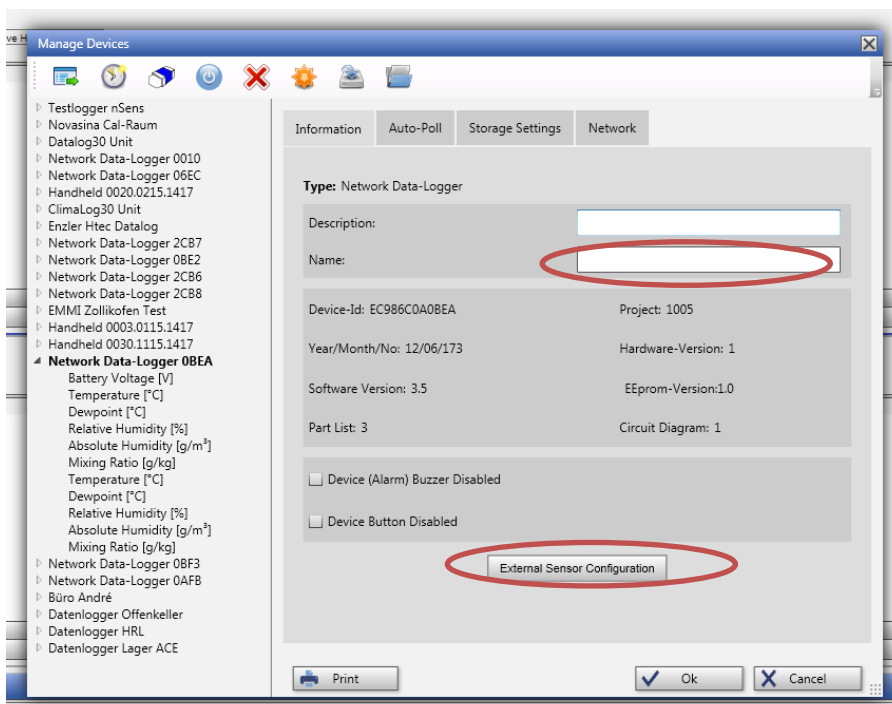 ve H
Manage Devices
Testlogger nSens
Novasina Cal-Raum
Datalog30 Unit
Network Data-Logger 0010
Network Data-Logger 06EC
Handheld 0020.0215.1417
ClimaLog30 Unit
Enzler Htec Datalog
Network Data-Logger 2CB7
Network Data-Logger 0BE2
Network Data-Logger 2CB6
Network Data-Logger 2CB8
EMMI Zollikofen Test
Handheld 0003.0115.1417
Handheld 0030.1115.1417
Network Data-Logger 0BEA
Battery Voltage [V]
Temperature [°C]
Dewpoint [°C]
Relative Humidity [%]
Absolute Humidity [g/m³]
Mixing Ratio [g/kg]
Temperature [°C]
Dewpoint [°C]
Relative Humidity [%]
Absolute Humidity [g/m³]
Mixing Ratio [g/kg]
Network Data-Logger 0BF3
Network Data-Logger 0AFB
Büro André
Datenlogger Offenkeller
Datenlogger HRL
Datenlogger Lager ACE
Information Auto-Poll Storage Settings Network
Type: Network Data-Logger
Description:
Name:
Device-Id: EC986C0A0BEA Project: 1005
Year/Month/No: 12/06/173 Hardware-Version: 1
Software Version: 3.5 EEprom-Version:1.0
Part List: 3 Circuit Diagram: 1
Device (Alarm) Buzzer Disabled
Device Button Disabled
External Sensor Configuration
Print Ok Cancel